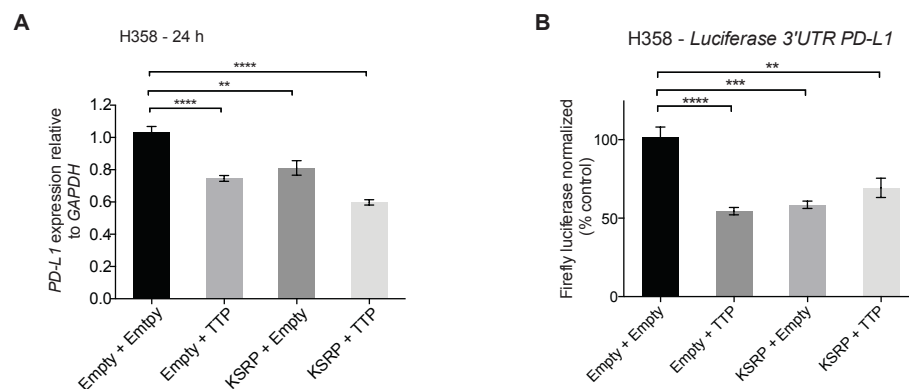 A
H358 - 24 h
****
**
****
PD-L1 expression relative
to GAPDH
1.2
1.0
0.8
0.6
0.4
0.2
0.0
Empty + Emtpy
Empty + TTP
KSRP + Empty
KSRP + TTP
B
H358 - Luciferase 3'UTR PD-L1
**
***
****
Firefly luciferase normalized
(% control)
100
50
0
Empty + Empty
Empty + TTP
KSRP + Empty
KSRP + TTP